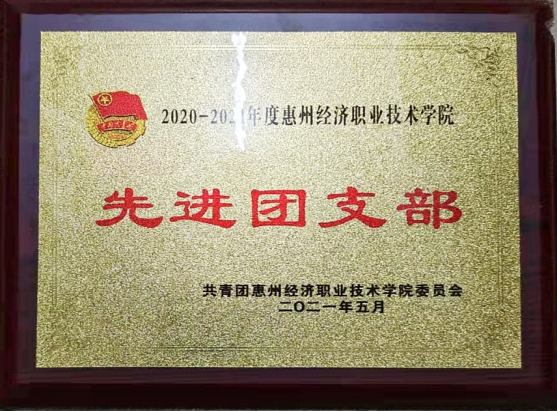 2020-2021年度惠州经济职业技术学院
先进团支部
共青团惠州经济职业技术学院委员会
二〇二一年五月